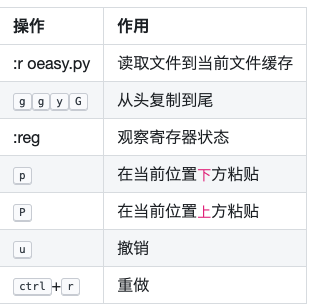 操作 作用
:r oeasy.py 读取文件到当前文件缓存
g g y G 从头复制到尾
:reg 观察寄存器状态
p 在当前位置下方粘贴
P 在当前位置上方粘贴
u 撤销
ctrl+r 重做